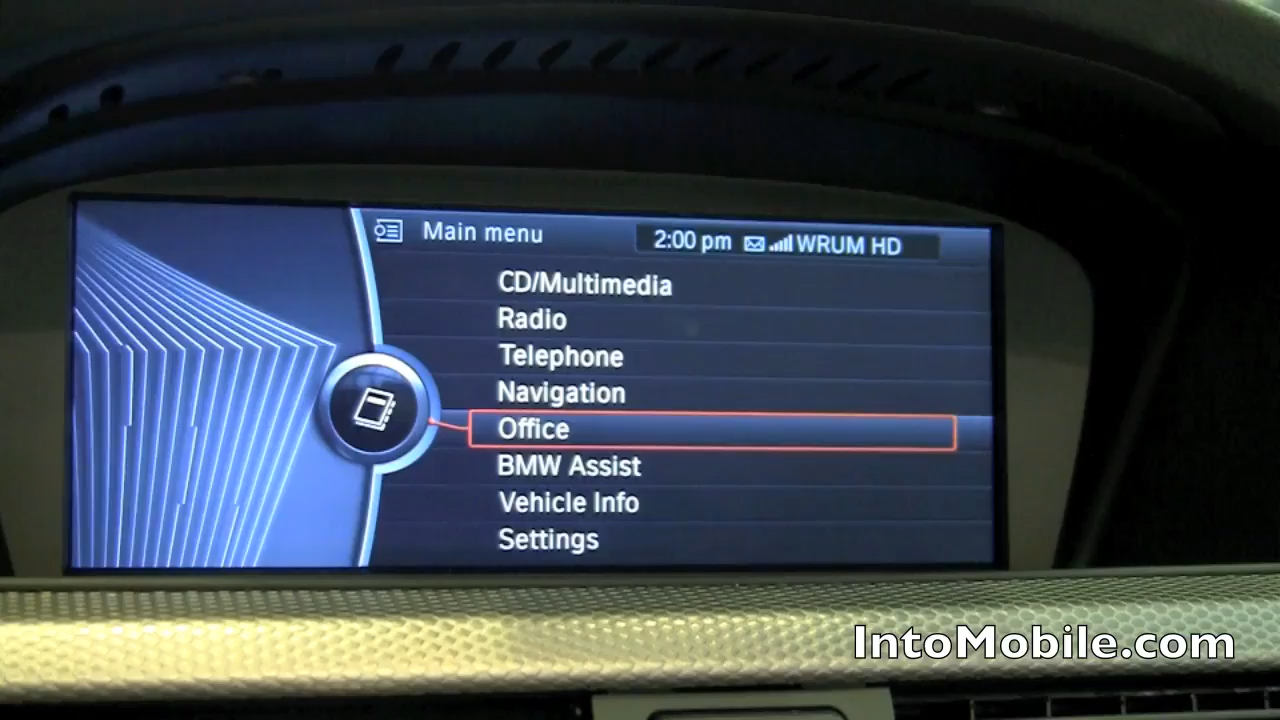 Main menu
2:00 pm WRUM HD
CD/Multimedia
Radio
Telephone
Navigation
Office
BMW Assist
Vehicle Info
Settings
IntoMobile.com